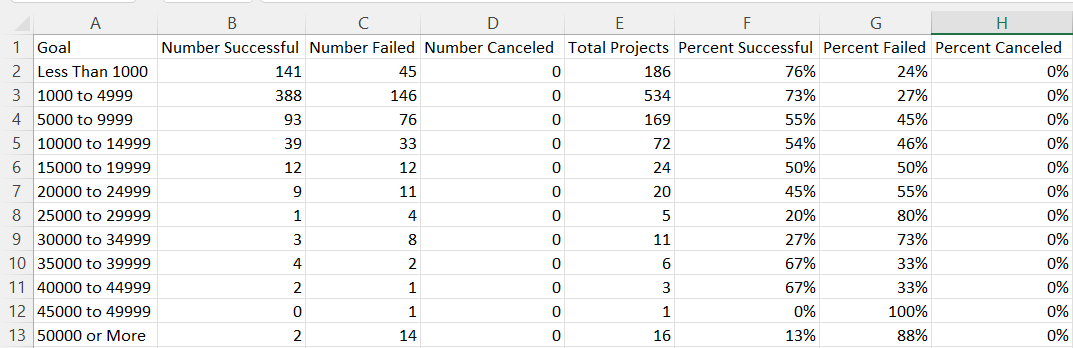 A B C D E F G H
1 Goal Number Successful Number Failed Number Canceled Total Projects Percent Successful Percent Failed Percent Canceled
2 Less Than 1000 141 45 0 186 76% 24% 0%
3 1000 to 4999 388 146 0 534 73% 27% 0%
4 5000 to 9999 93 76 0 169 55% 45% 0%
5 10000 to 14999 39 33 0 72 54% 46% 0%
6 15000 to 19999 12 12 0 24 50% 50% 0%
7 20000 to 24999 9 11 0 20 45% 55% 0%
8 25000 to 29999 1 4 0 5 20% 80% 0%
9 30000 to 34999 3 8 0 11 27% 73% 0%
10 35000 to 39999 4 2 0 6 67% 33% 0%
11 40000 to 44999 2 1 0 3 67% 33% 0%
12 45000 to 49999 0 1 0 1 0% 100% 0%
13 50000 or More 2 14 0 16 13% 88% 0%